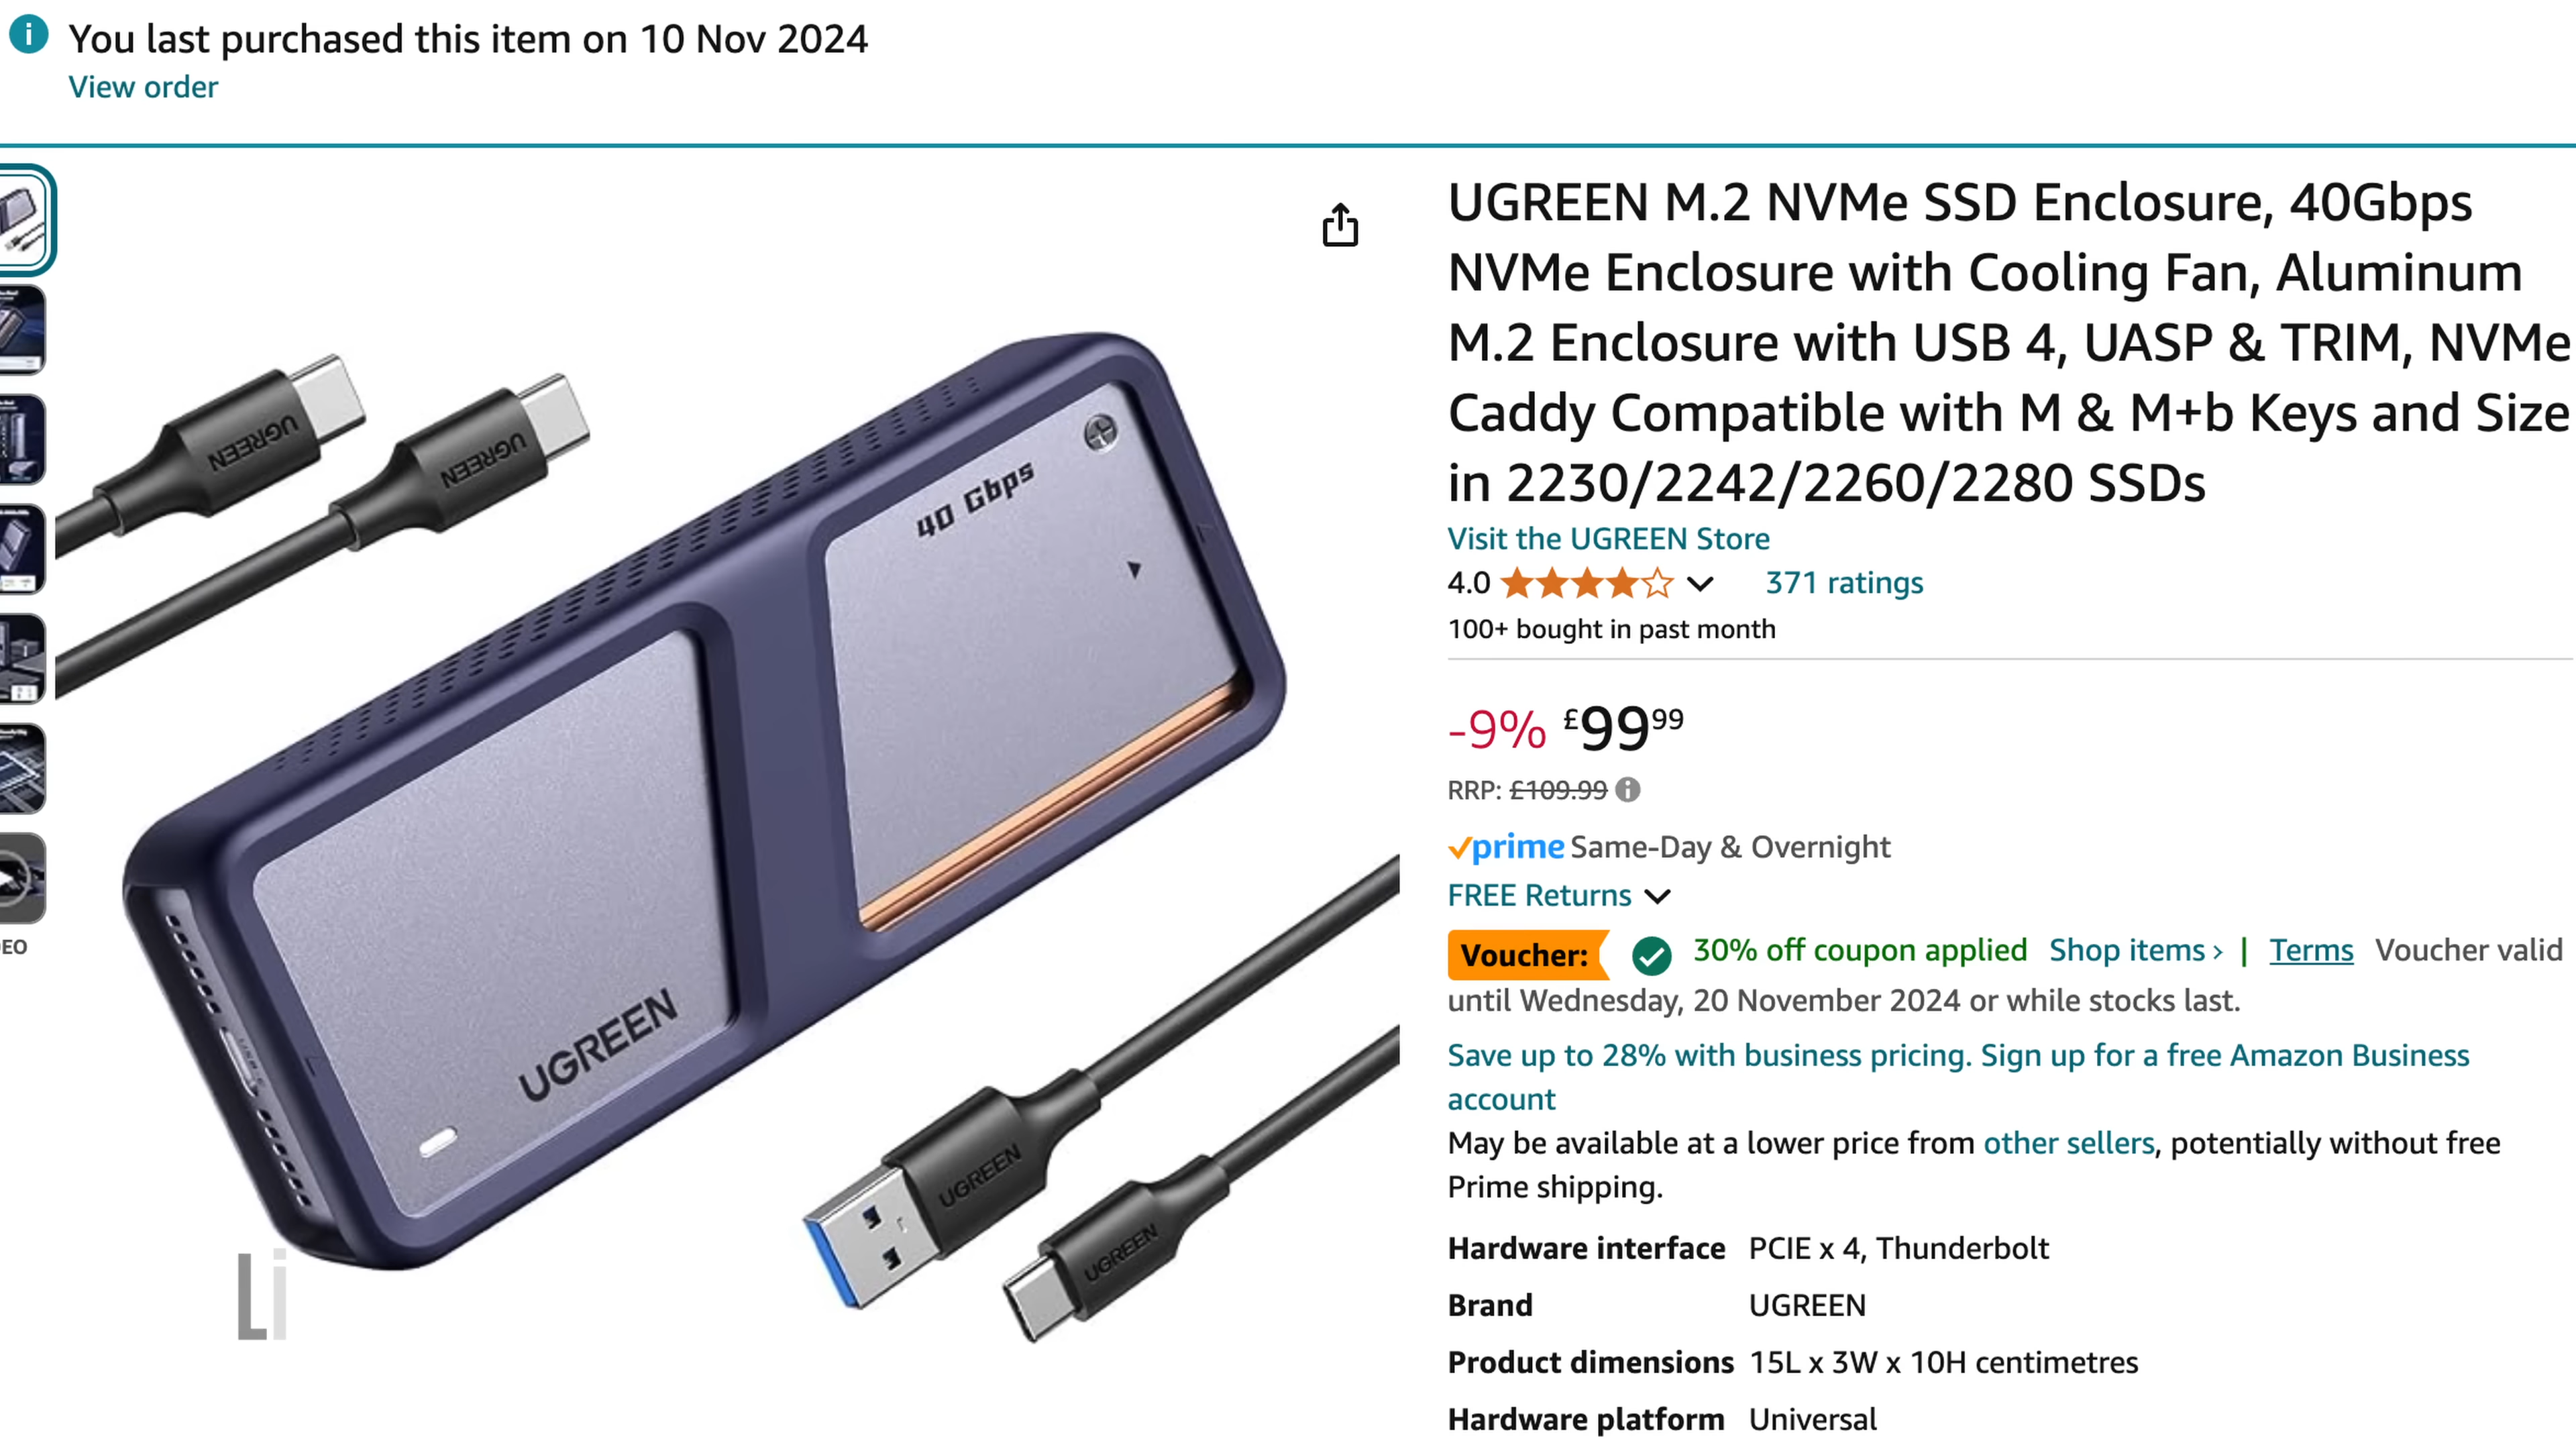 You last purchased this item on 10 Nov 2024
View order
UGREEN M.2 NVMe SSD Enclosure, 40Gbps
NVMe Enclosure with Cooling Fan, Aluminum
M.2 Enclosure with USB 4, UASP & TRIM, NVMe
Caddy Compatible with M & M+b Keys and Size
in 2230/2242/2260/2280 SSDs
Visit the UGREEN Store
4.0 371 ratings
100+ bought in past month
-9% £99.99
RRP: £109.99
prime Same-Day & Overnight
FREE Returns
Voucher: 30% off coupon applied Shop items › | Terms Voucher valid
until Wednesday, 20 November 2024 or while stocks last.
Save up to 28% with business pricing. Sign up for a free Amazon Business
account
May be available at a lower price from other sellers, potentially without free
Prime shipping.
Hardware interface PCIE x 4, Thunderbolt
Brand UGREEN
Product dimensions 15L x 3W x 10H centimetres
Hardware platform Universal
UGREEN
UGREEN
40 Gbps
UGREEN
UGREEN
UGREEN
EO
Li